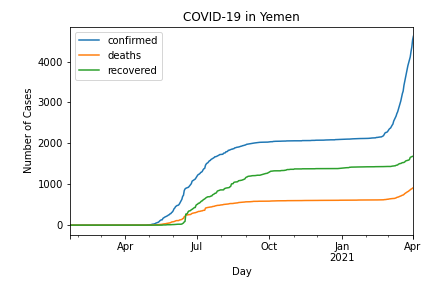 COVID-19 in Yemen
confirmed
deaths
recovered
Number of Cases
4000
3000
2000
1000
0
Apr Jul Oct Jan Apr
2021
Day